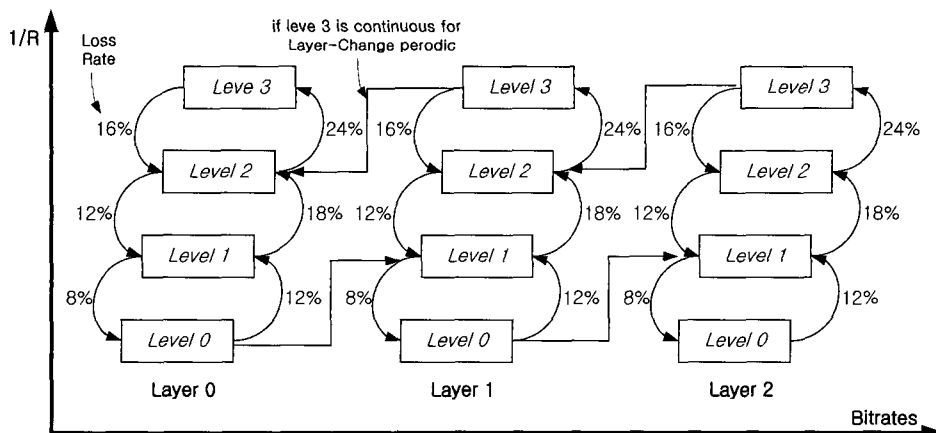 1/R
Loss
Rate
if leve 3 is continuous for
Layer-Change perodic
Leve 3
Level 3
Level 3
16%
24%
16%
24%
16%
24%
Level 2
Level 2
Level 2
12%
18%
12%
18%
12%
18%
Level 1
Level 1
Level 1
8%
12%
8%
12%
8%
12%
Level 0
Level 0
Level 0
Layer 0
Layer 1
Layer 2
Bitrates